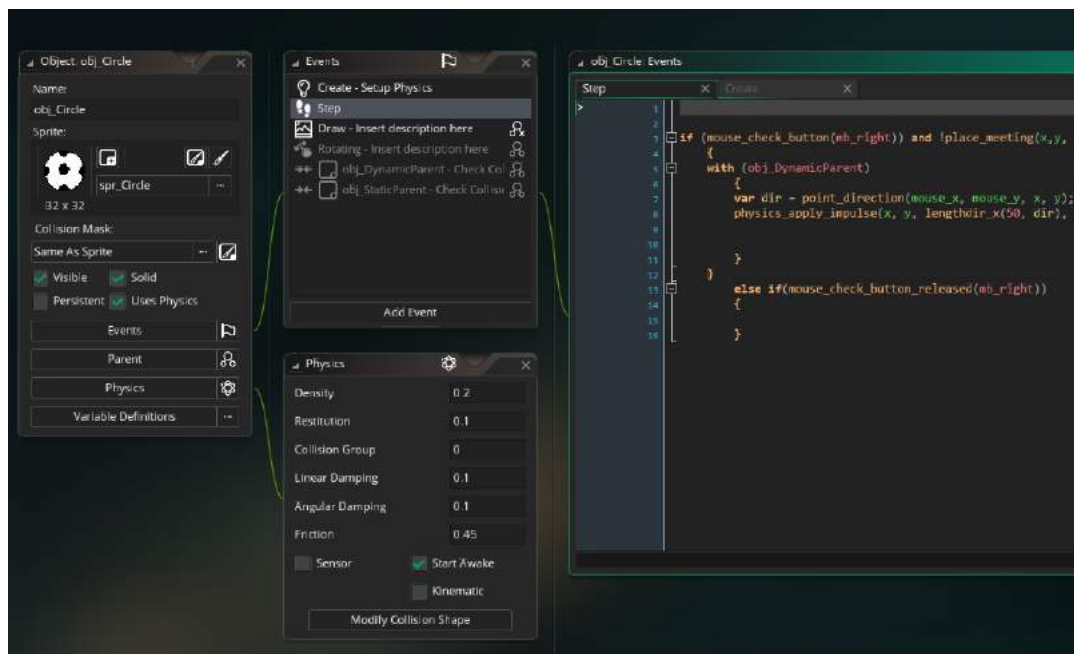 Object: obj_Circle
Name:
obj_Circle
Sprite:
spr_Circle
...
32 x 32
Collision Mask:
Same As Sprite
...
Visible
Solid
Persistent
Uses Physics
Events
Parent
Physics
Variable Definitions
...
Events
Create - Setup Physics
Step
Draw - Insert description here
Rotating - Insert description here
obj_DynamicParent - Check Col
obj_StaticParent - Check Collisi
Add Event
Physics
Density 0.2
Restitution 0.1
Collision Group 0
Linear Damping 0.1
Angular Damping 0.1
Friction 0.45
Sensor
Start Awake
Kinematic
Modify Collision Shape
obj_Circle: Events
Step
Create
1
2
3 if (mouse_check_button(mb_right)) and !place_meeting(x,y,
4 {
5 with (obj_DynamicParent)
6 {
7 var dir = point_direction(mouse_x, mouse_y, x, y);
8 physics_apply_impulse(x, y, lengthdir_x(50, dir),
9
10
11 }
12 }
13 else if(mouse_check_button_released(mb_right))
14 {
15
16 }